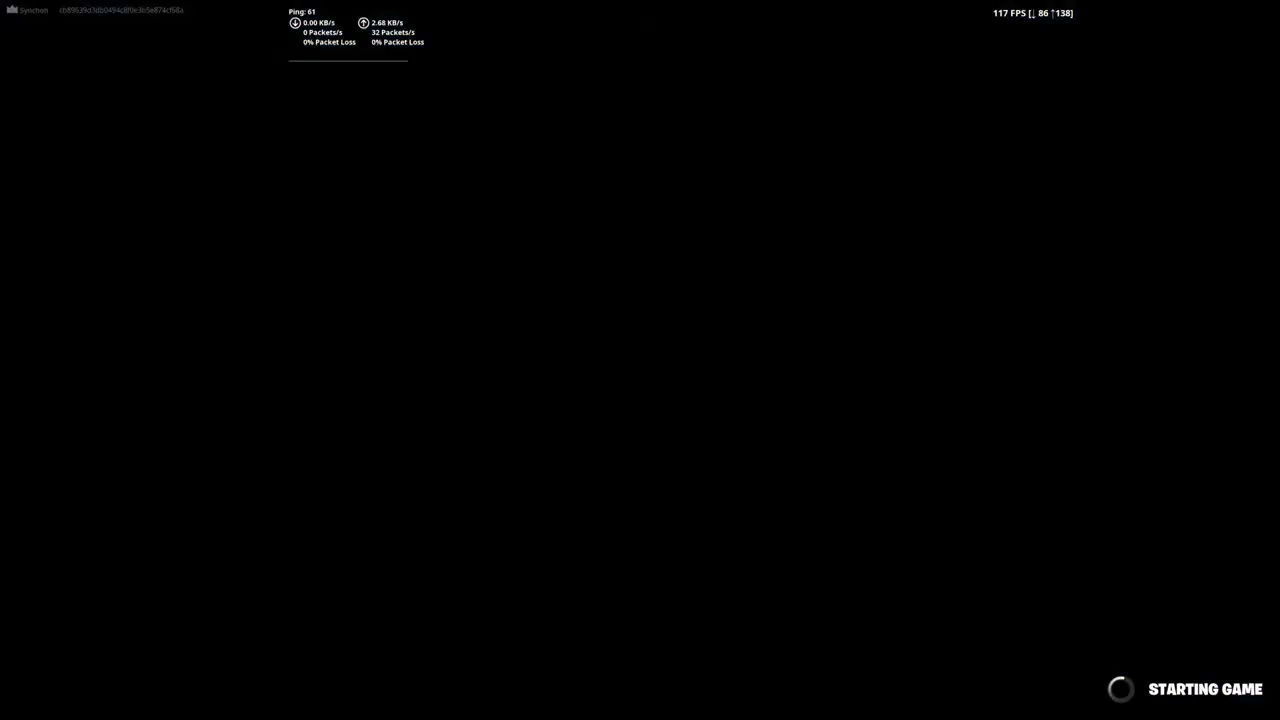 Synchon
Ping: 61
0.00 KB/s 2.68 KB/s
0 Packets/s 32 Packets/s
0% Packet Loss 0% Packet Loss
117 FPS [↓ 86 ↑138]
STARTING GAME